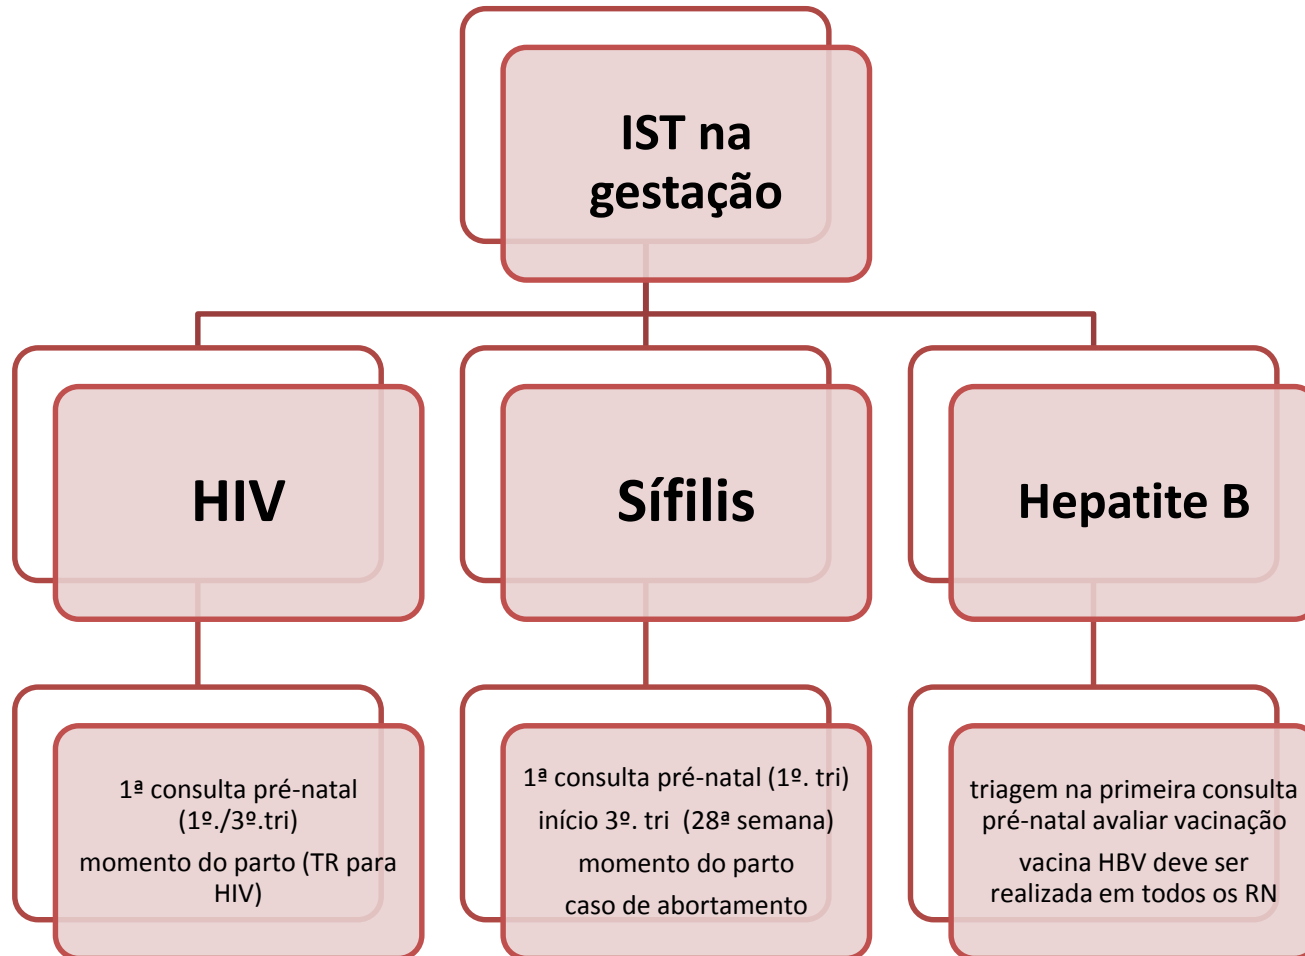 IST na
gestação
HIV
Sífilis
Hepatite B
1ª consulta pré-natal
(1º./3º.tri)
momento do parto (TR para
HIV)
1ª consulta pré-natal (1º. tri)
início 3º. tri (28ª semana)
momento do parto
caso de abortamento
triagem na primeira consulta
pré-natal avaliar vacinação
vacina HBV deve ser
realizada em todos os RN